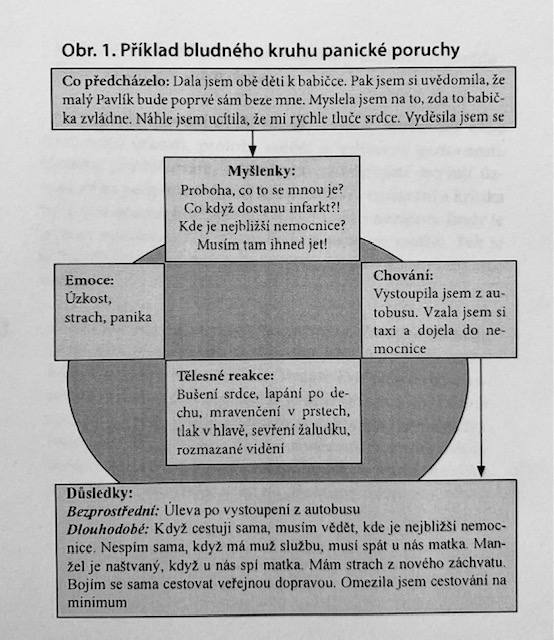 Obr. 1. Příklad bludného kruhu panické poruchy
Co předcházelo: Dala jsem obě děti k babičce. Pak jsem si uvědomila, že
malý Pavlík bude poprvé sám beze mne. Myslela jsem na to, zda to babič-
ka zvládne. Náhle jsem ucítila, že mi rychle tluče srdce. Vyděsila jsem se
Myšlenky:
Proboha, co to se mnou je?
Co když dostanu infarkt?!
Kde je nejbližší nemocnice?
Musím tam ihned jet!
Emoce:
Úzkost,
strach, panika
Chování:
Vystoupila jsem z au-
tobusu. Vzala jsem si
taxi a dojela do ne-
mocnice
Tělesné reakce:
Bušení srdce, lapání po de-
chu, mravenčení v prstech,
tlak v hlavě, sevření žaludku,
rozmazané vidění
Důsledky:
Bezprostřední: Úleva po vystoupení z autobusu
Dlouhodobé: Když cestuji sama, musím vědět, kde je nejbližší nemoc-
nice. Nespím sama, když má muž službu, musí spát u nás matka. Man-
žel je naštvaný, když u nás spí matka. Mám strach z nového záchvatu.
Bojím se sama cestovat veřejnou dopravou. Omezila jsem cestování na
minimum